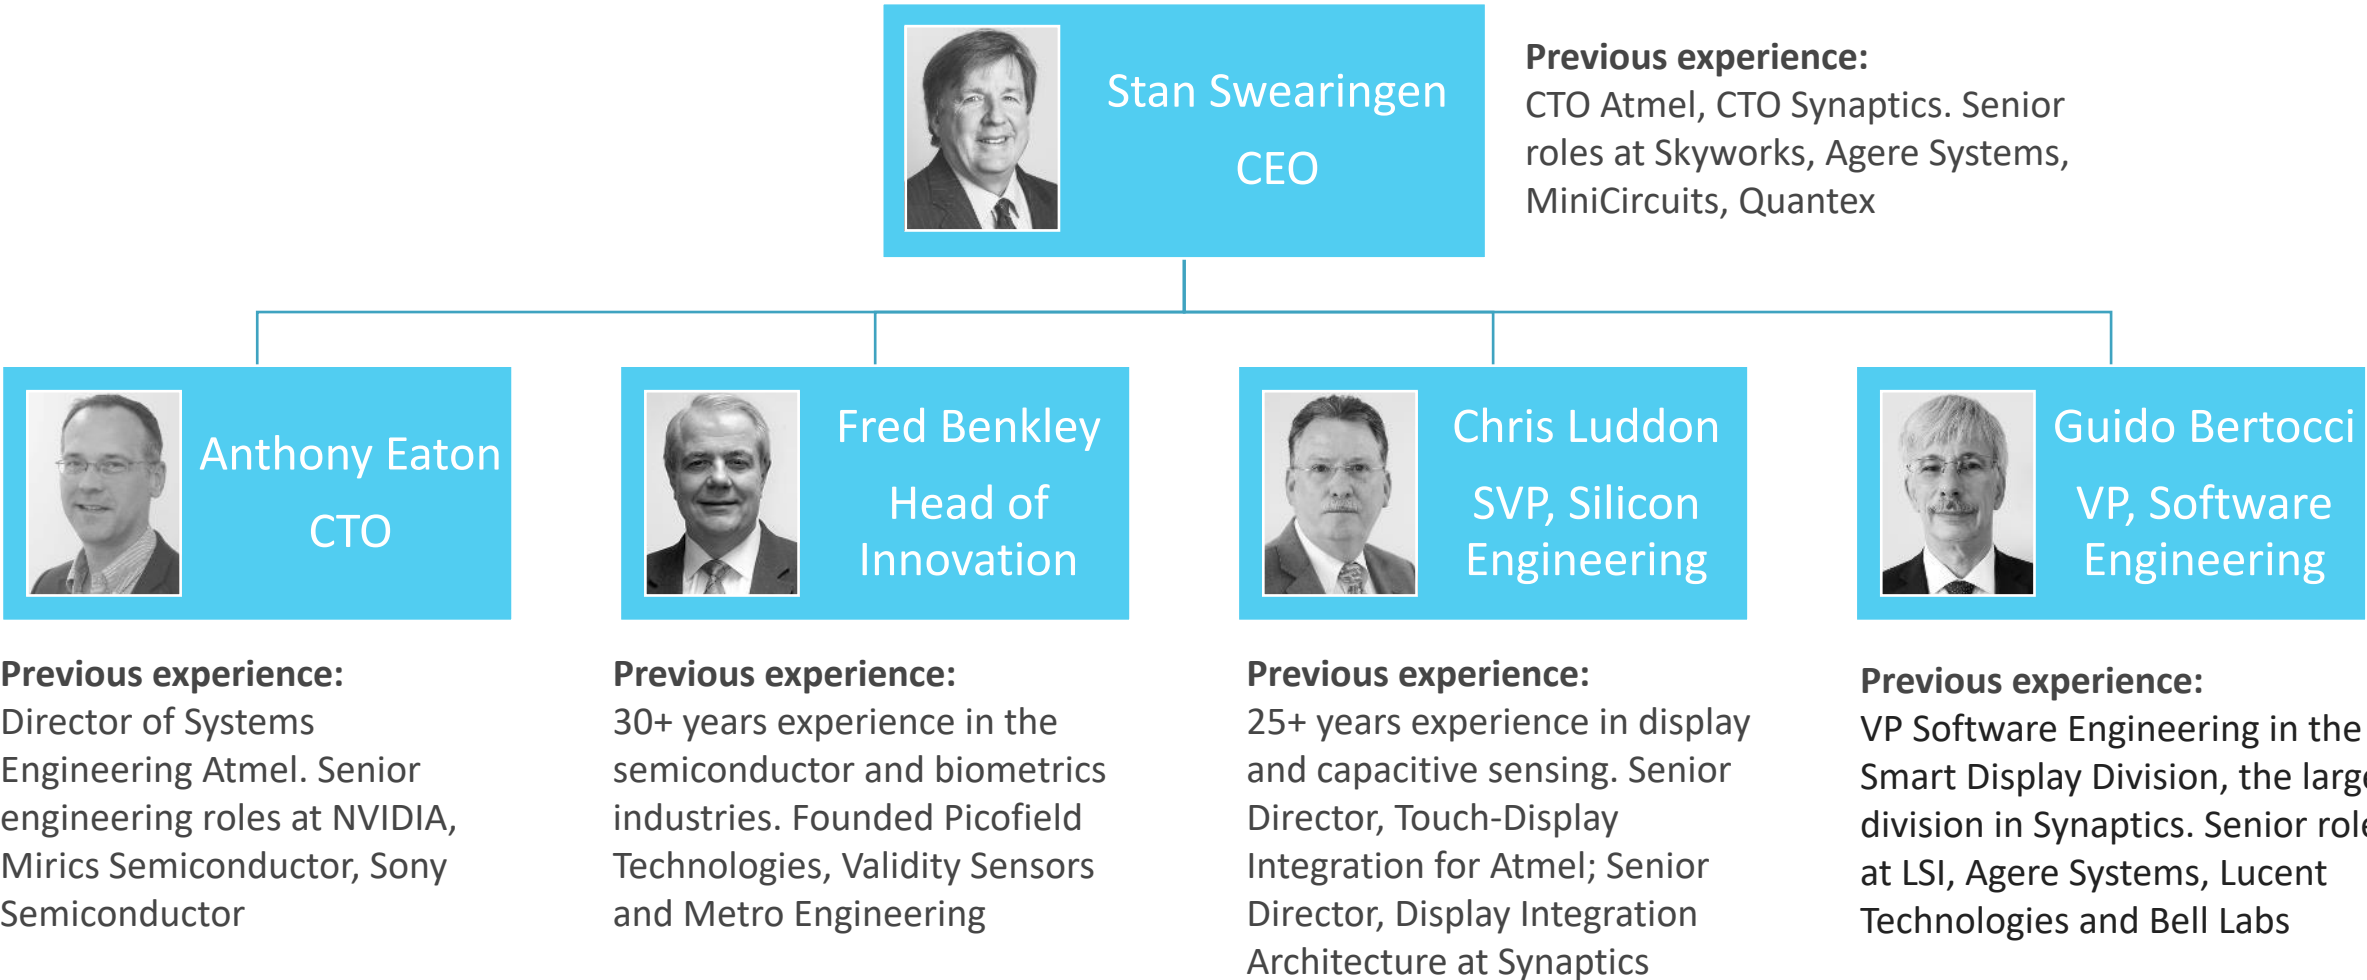 Stan Swearingen
CEO
Previous experience:
CTO Atmel, CTO Synaptics. Senior
roles at Skyworks, Agere Systems,
MiniCircuits, Quantex
Anthony Eaton
CTO
Previous experience:
Director of Systems
Engineering Atmel. Senior
engineering roles at NVIDIA,
Mirics Semiconductor, Sony
Semiconductor
Fred Benkley
Head of
Innovation
Previous experience:
30+ years experience in the
semiconductor and biometrics
industries. Founded Picofield
Technologies, Validity Sensors
and Metro Engineering
Chris Luddon
SVP, Silicon
Engineering
Previous experience:
25+ years experience in display
and capacitive sensing. Senior
Director, Touch-Display
Integration for Atmel; Senior
Director, Display Integration
Architecture at Synaptics
Guido Bertocci
VP, Software
Engineering
Previous experience:
VP Software Engineering in the
Smart Display Division, the
division in Synaptics. Senior
at LSI, Agere Systems, Lucent
Technologies and Bell Labs